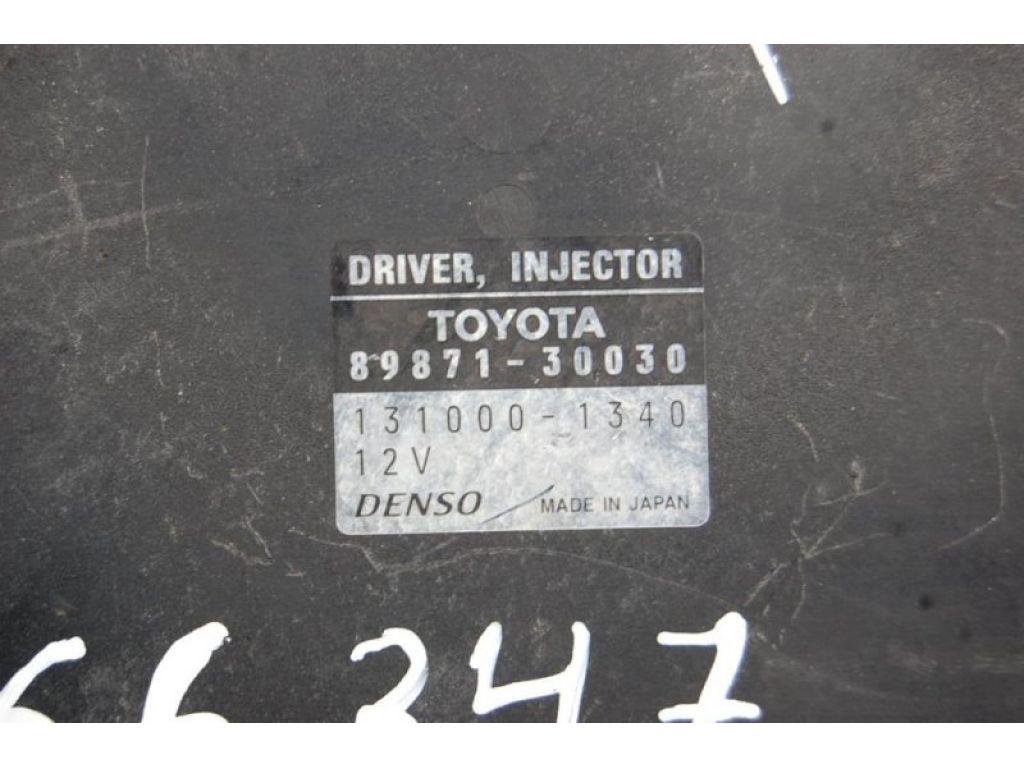 DRIVER, INJECTOR
TOYOTA
89871-30030
131000-1340
12V
DENSO MADE IN JAPAN
66347